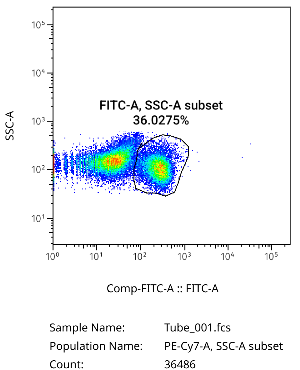 10⁵
10⁴
FITC-A, SSC-A subset
36.0275%
10³
SSC-A
10²
10¹
10⁰ 10¹ 10² 10³ 10⁴ 10⁵
Comp-FITC-A :: FITC-A
Sample Name: Tube_001.fcs
Population Name: PE-Cy7-A, SSC-A subset
Count: 36486